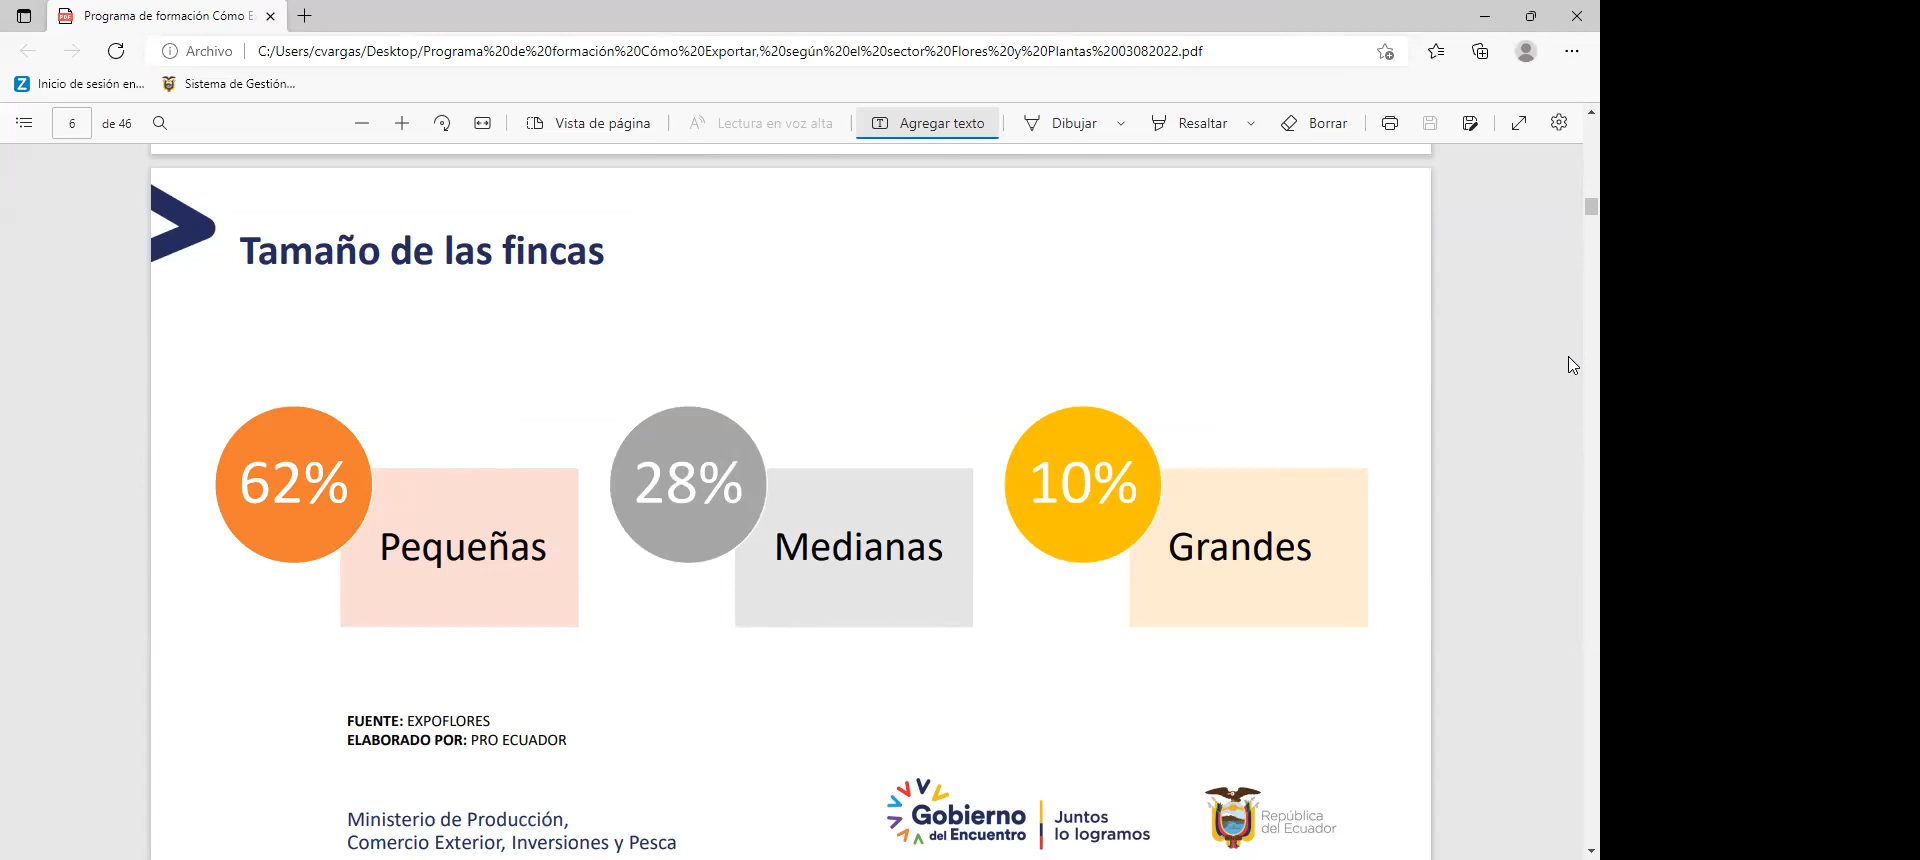 Programa de formación Cómo E
Archivo
C:/Users/cvargas/Desktop/Programa%20de%20formación%20Cómo%20Exportar,%20según%20el%20sector%20Flores%20y%20Plantas%2003082022.pdf
Inicio de sesión en...
Sistema de Gestión...
6 de 46
Vista de página
Lectura en voz alta
Agregar texto
Dibujar
Resaltar
Borrar
Tamaño de las fincas
62%
Pequeñas
28%
Medianas
10%
Grandes
FUENTE: EXPOFLORES
ELABORADO POR: PRO ECUADOR
Ministerio de Producción,
Comercio Exterior, Inversiones y Pesca
Gobierno
del Encuentro
Juntos
lo logramos
República
del Ecuador